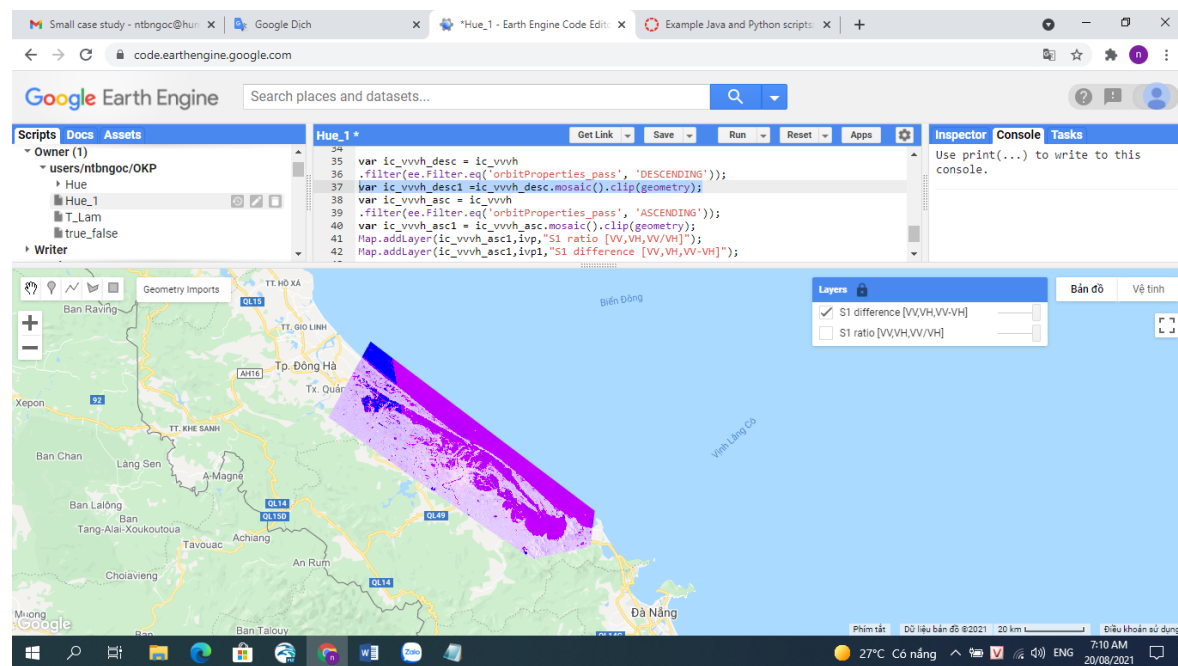 Small case study - ntbngoc@hun
Google Dịch
*Hue_1 - Earth Engine Code Edit
Example Java and Python scripts
code.earthengine.google.com
n
Google Earth Engine
Search places and datasets...
Scripts Docs Assets
Owner (1)
users/ntbngoc/OKP
Hue
Hue_1
T_Lam
true_false
Writer
Hue_1 *
Get Link Save Run Reset Apps
34
35 var ic_vvvh_desc = ic_vvvh
36 .filter(ee.Filter.eq('orbitProperties_pass', 'DESCENDING'));
37 var ic_vvvh_desc1 =ic_vvvh_desc.mosaic().clip(geometry);
38 var ic_vvvh_asc = ic_vvvh
39 .filter(ee.Filter.eq('orbitProperties_pass', 'ASCENDING'));
40 var ic_vvvh_asc1 = ic_vvvh_asc.mosaic().clip(geometry);
41 Map.addLayer(ic_vvvh_asc1,ivp,"S1 ratio [VV,VH,VV/VH]");
42 Map.addLayer(ic_vvvh_asc1,ivp1,"S1 difference [VV,VH,VV-VH]");
Inspector Console Tasks
Use print(...) to write to this
console.
Geometry Imports
Layers
S1 difference [VV,VH,VV-VH]
S1 ratio [VV,VH,VV/VH]
Bản đồ Vệ tinh
TT. HỒ XÁ
Ban Raving
QL15
Biển Đông
TT. GIO LINH
Tp. Đông Hà
AH16
Tx. Quản
Xepon
92
TT. KHE SANH
Vịnh Lăng Cô
Ban Chan
Làng Sen
A-Magne
Ban Lalông
QL14
Ban
QL15D
QL49
Tang-Alai-Xoukoutoua
Tavouac
Achiang
An Rum
Choiavieng
QL14
Muong
Đà Nẵng
Google
Ban
Ban Talouy
QL14G
Phím tắt
Dữ liệu bản đồ ©2021
20 km
Điều khoản sử dụng
Zalo
27°C Có nắng
ENG
7:10 AM
20/08/2021